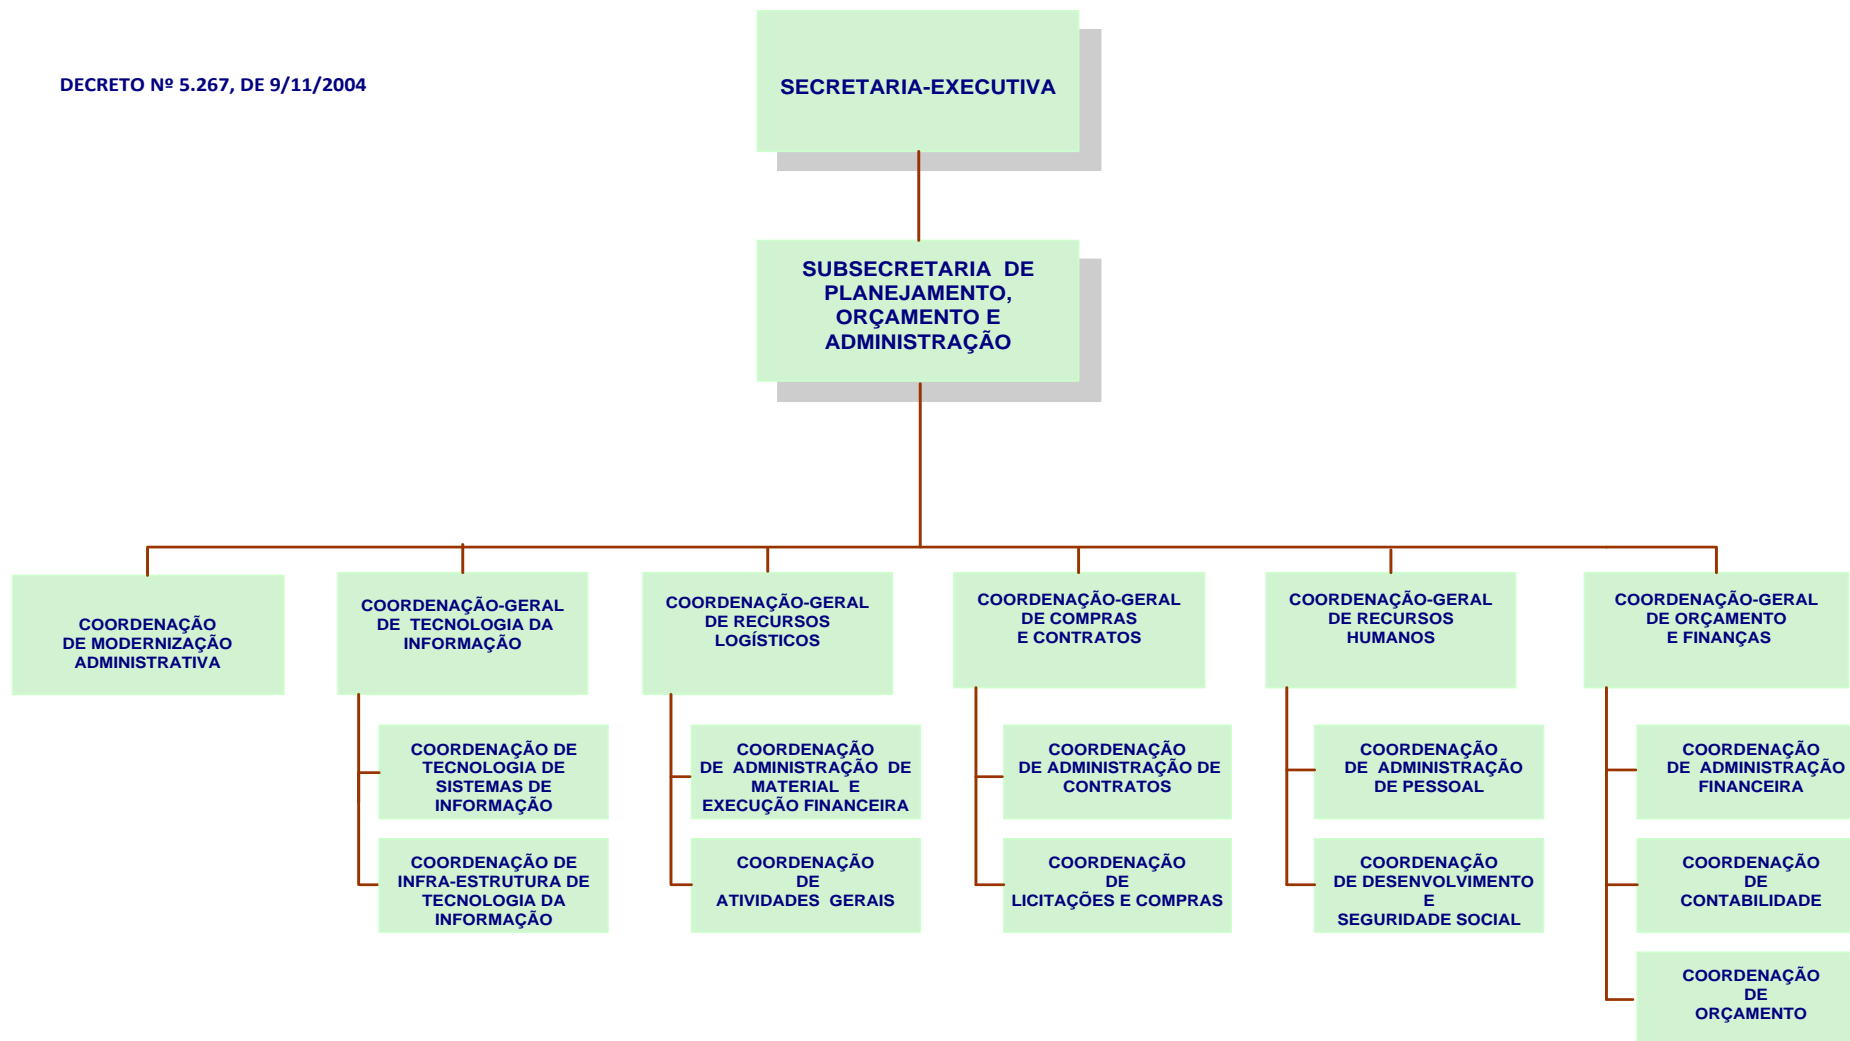 DECRETO Nº 5.267, DE 9/11/2004
SECRETARIA-EXECUTIVA
SUBSECRETARIA DE
PLANEJAMENTO,
ORÇAMENTO E
ADMINISTRAÇÃO
COORDENAÇÃO
DE MODERNIZAÇÃO
ADMINISTRATIVA
COORDENAÇÃO-GERAL
DE TECNOLOGIA DA
INFORMAÇÃO
COORDENAÇÃO-GERAL
DE RECURSOS
LOGÍSTICOS
COORDENAÇÃO-GERAL
DE COMPRAS
E CONTRATOS
COORDENAÇÃO-GERAL
DE RECURSOS
HUMANOS
COORDENAÇÃO-GERAL
DE ORÇAMENTO
E FINANÇAS
COORDENAÇÃO DE
TECNOLOGIA DE
SISTEMAS DE
INFORMAÇÃO
COORDENAÇÃO
DE ADMINISTRAÇÃO DE
MATERIAL E
EXECUÇÃO FINANCEIRA
COORDENAÇÃO
DE ADMINISTRAÇÃO DE
CONTRATOS
COORDENAÇÃO
DE ADMINISTRAÇÃO
DE PESSOAL
COORDENAÇÃO
DE ADMINISTRAÇÃO
FINANCEIRA
COORDENAÇÃO DE
INFRA-ESTRUTURA DE
TECNOLOGIA DA
INFORMAÇÃO
COORDENAÇÃO
DE
ATIVIDADES GERAIS
COORDENAÇÃO
DE
LICITAÇÕES E COMPRAS
COORDENAÇÃO
DE DESENVOLVIMENTO
E
SEGURIDADE SOCIAL
COORDENAÇÃO
DE
CONTABILIDADE
COORDENAÇÃO
DE
ORÇAMENTO